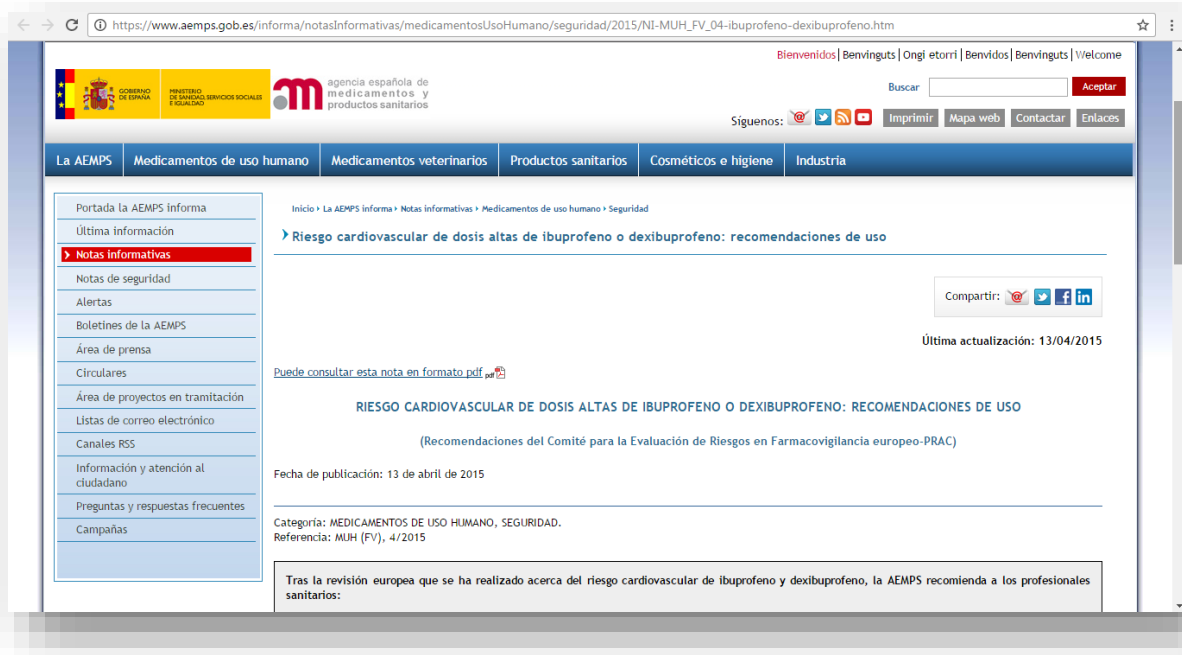 https://www.aemps.gob.es/informa/notasInformativas/medicamentosUsoHumano/seguridad/2015/NI-MUH_FV_04-ibuprofeno-dexibuprofeno.htm
Bienvenidos| Benvinguts| Ongi etorri| Benvidos| Benvinguts| Welcome
GOBIERNO DE ESPAÑA
MINISTERIO DE SANIDAD, SERVICIOS SOCIALES E IGUALDAD
agencia española de
medicamentos y
productos sanitarios
Buscar Aceptar
Síguenos: Imprimir Mapa web Contactar Enlaces
La AEMPS Medicamentos de uso humano Medicamentos veterinarios Productos sanitarios Cosméticos e higiene Industria
Portada la AEMPS informa
Última información
Notas informativas
Notas de seguridad
Alertas
Boletines de la AEMPS
Área de prensa
Circulares
Área de proyectos en tramitación
Listas de correo electrónico
Canales RSS
Información y atención al
ciudadano
Preguntas y respuestas frecuentes
Campañas
Inicio › La AEMPS informa › Notas informativas › Medicamentos de uso humano › Seguridad
Riesgo cardiovascular de dosis altas de ibuprofeno o dexibuprofeno: recomendaciones de uso
Compartir:
Última actualización: 13/04/2015
Puede consultar esta nota en formato pdf pdf
RIESGO CARDIOVASCULAR DE DOSIS ALTAS DE IBUPROFENO O DEXIBUPROFENO: RECOMENDACIONES DE USO
(Recomendaciones del Comité para la Evaluación de Riesgos en Farmacovigilancia europeo-PRAC)
Fecha de publicación: 13 de abril de 2015
Categoría: MEDICAMENTOS DE USO HUMANO, SEGURIDAD.
Referencia: MUH (FV), 4/2015
Tras la revisión europea que se ha realizado acerca del riesgo cardiovascular de ibuprofeno y dexibuprofeno, la AEMPS recomienda a los profesionales
sanitarios: